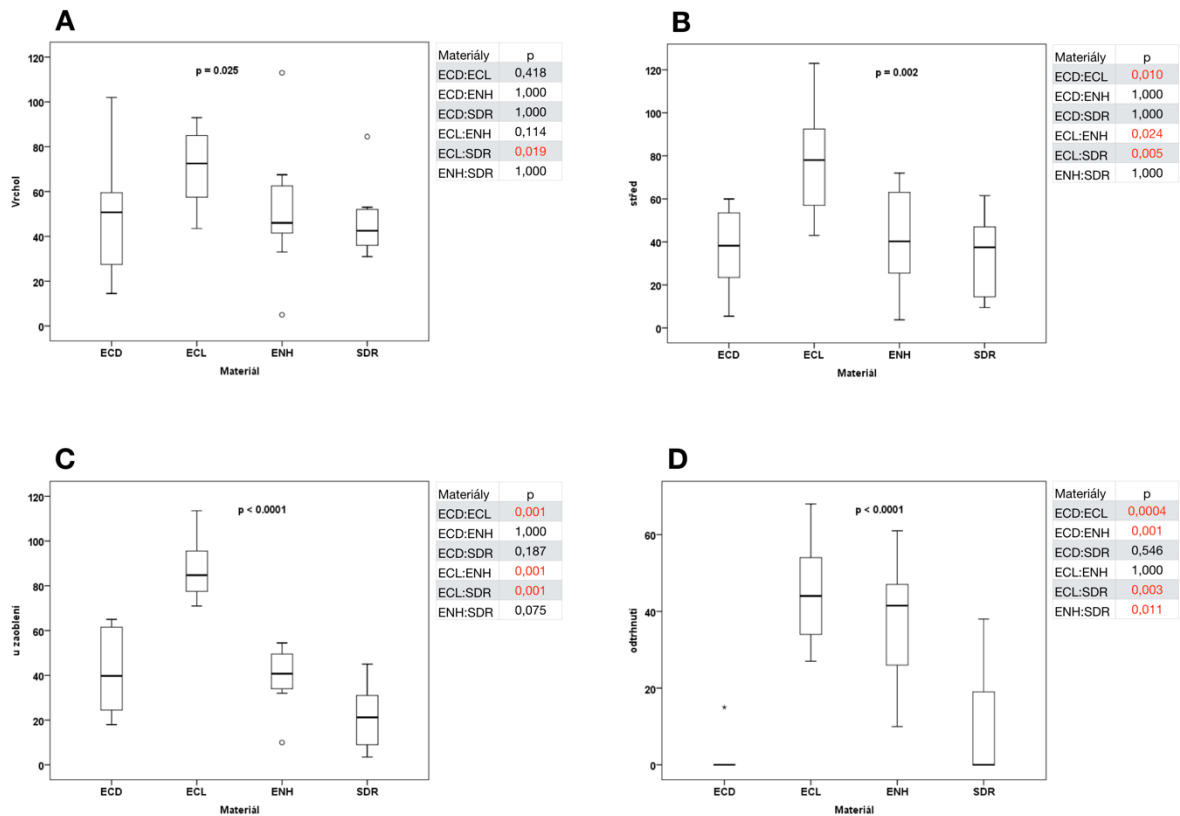 A
Vrchol
120
100
80
60
40
20
0
p = 0.025
ECD ECL ENH SDR
Materiál
Materiály p
ECD:ECL 0,418
ECD:ENH 1,000
ECD:SDR 1,000
ECL:ENH 0,114
ECL:SDR 0,019
ENH:SDR 1,000
B
střed
120
100
80
60
40
20
0
p = 0.002
ECD ECL ENH SDR
Materiál
Materiály p
ECD:ECL 0,010
ECD:ENH 1,000
ECD:SDR 1,000
ECL:ENH 0,024
ECL:SDR 0,005
ENH:SDR 1,000
C
u zaoblení
120
100
80
60
40
20
0
p < 0.0001
ECD ECL ENH SDR
Materiál
Materiály p
ECD:ECL 0,001
ECD:ENH 1,000
ECD:SDR 0,187
ECL:ENH 0,001
ECL:SDR 0,001
ENH:SDR 0,075
D
odtrhnutí
60
40
20
0
p < 0.0001
*
ECD ECL ENH SDR
Materiál
Materiály p
ECD:ECL 0,0004
ECD:ENH 0,001
ECD:SDR 0,546
ECL:ENH 1,000
ECL:SDR 0,003
ENH:SDR 0,011